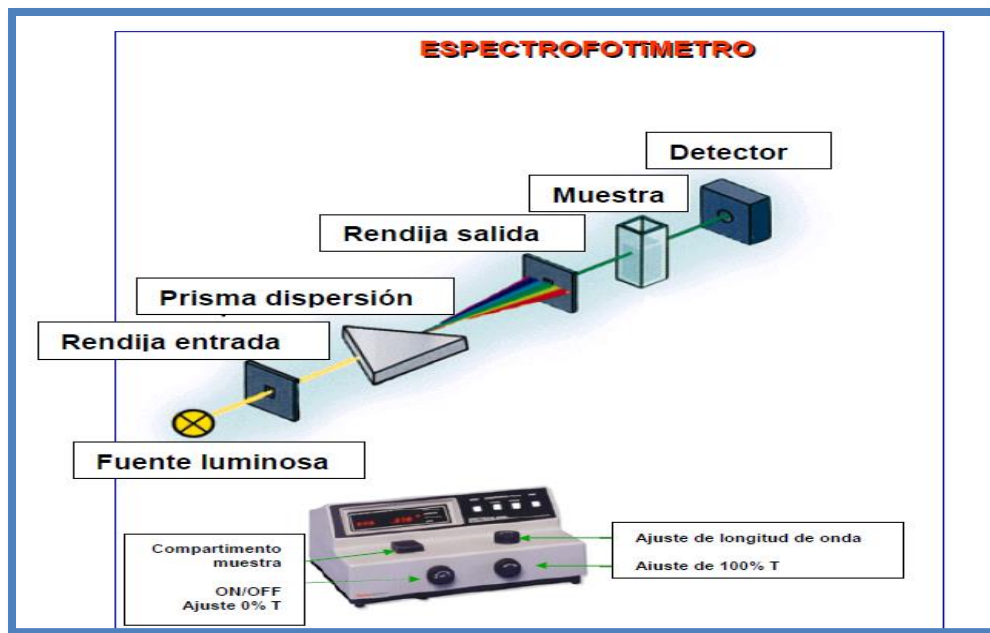 ESPECTROFOTíMETRO
Detector
Muestra
Rendija salida
Prisma dispersión
Rendija entrada
Fuente luminosa
Compartimento
muestra
ON/OFF
Ajuste 0% T
Ajuste de longitud de onda
Aiuste de 100% T